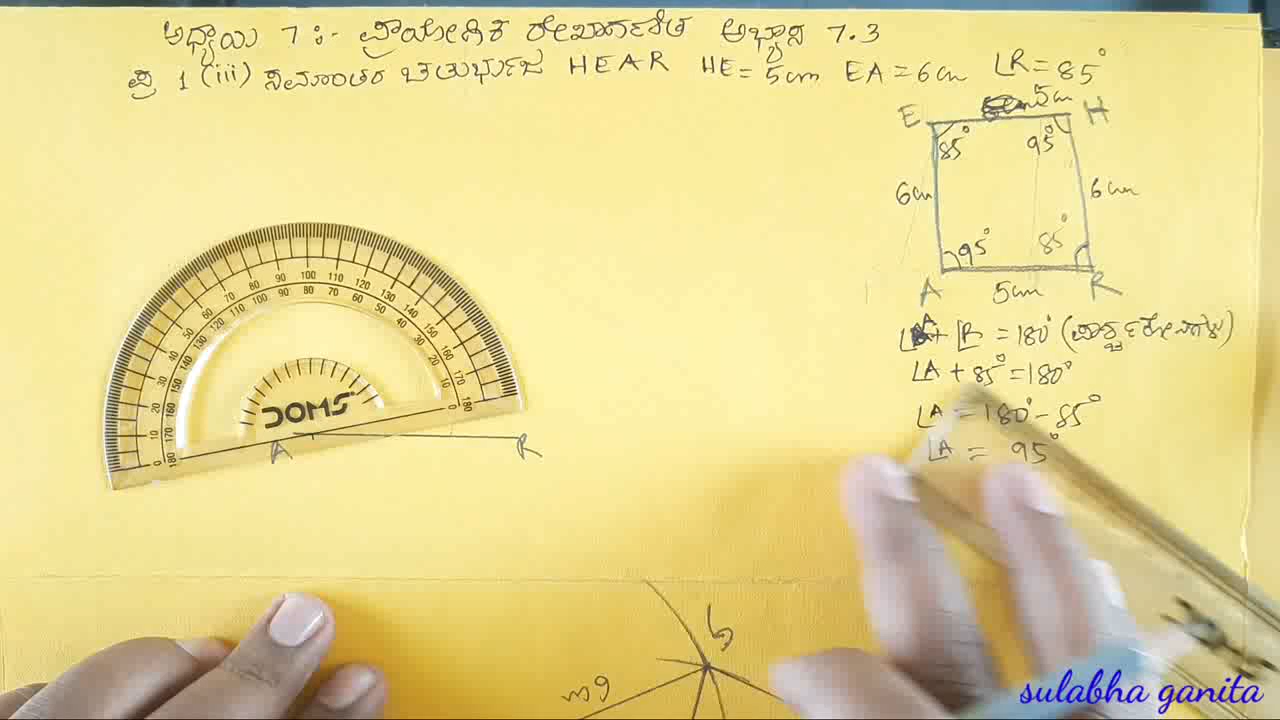 ಅಧ್ಯಾಯ 7 :- ಪ್ರಾಯೋಗಿಕ ರೇಖಾಗಣಿತ ಅಭ್ಯಾಸ 7.3
ಪ್ರ 1 (iii) ಸಮಾಂತರ ಚತುರ್ಭುಜ HEAR HE = 5cm EA = 6cm ∠R = 85°
5cm
E H
85° 95°
6cm 6cm
95° 85°
A R
5cm
∠A + ∠R = 180°
∠A + 85° = 180°
∠A = 180° - 85°
∠A = 95°
DOMS
A R
sulabha ganita